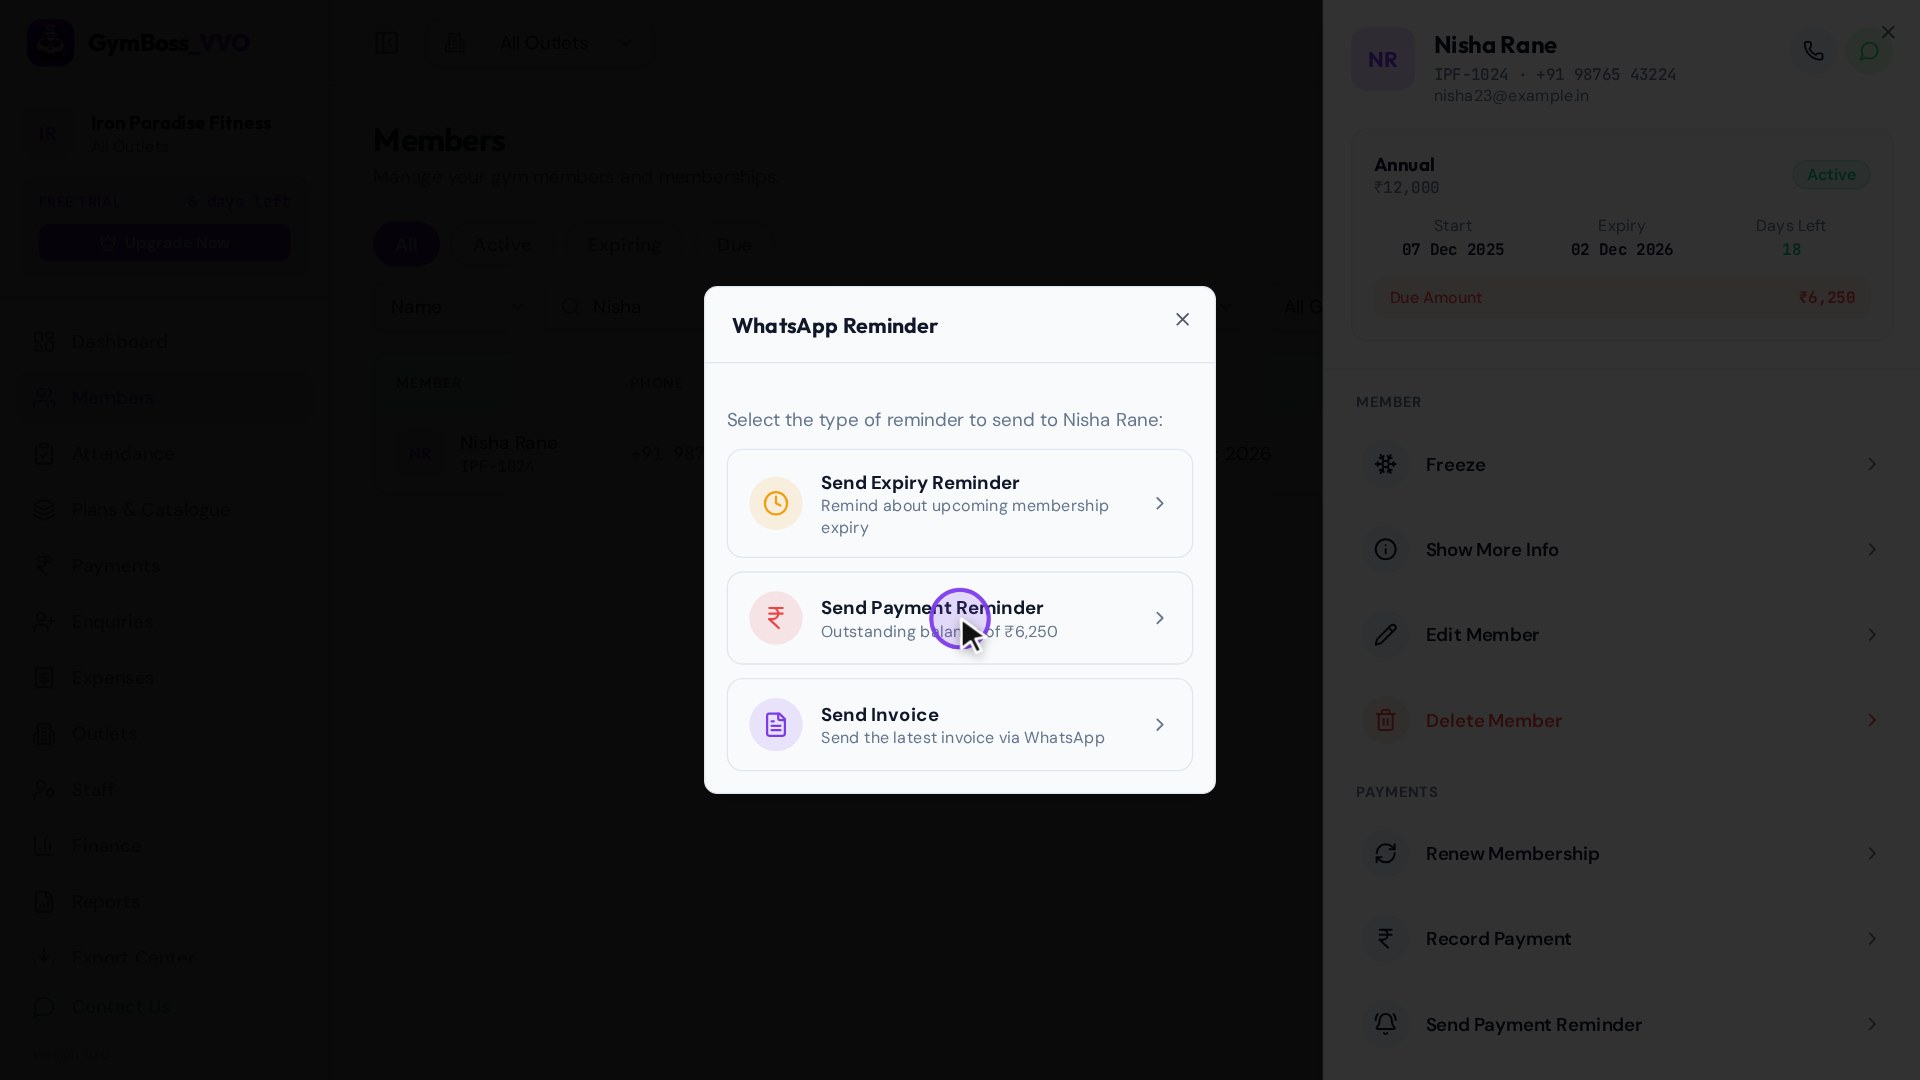 GymBoss_VVO
All Outlets
IR
Iron Paradise Fitness
All Outlets
FREE TRIAL
6 days left
Upgrade Now
Dashboard
Members
Attendance
Plans & Catalogue
Payments
Enquiries
Expenses
Outlets
Staff
Finance
Reports
Export Center
Contact Us
Members
Manage your gym members and memberships.
All
Active
Expiring
Due
Name
Nisha
All G
MEMBER
PHONE
NR
Nisha Rane
IPF-1024
+91 987
2026
WhatsApp Reminder
Select the type of reminder to send to Nisha Rane:
Send Expiry Reminder
Remind about upcoming membership
expiry
Send Payment Reminder
Outstanding balance of ₹6,250
Send Invoice
Send the latest invoice via WhatsApp
NR
Nisha Rane
IPF-1024 · +91 98765 43224
nisha23@example.in
Annual
₹12,000
Active
Start
Expiry
Days Left
07 Dec 2025
02 Dec 2026
18
Due Amount
₹6,250
MEMBER
Freeze
Show More Info
Edit Member
Delete Member
PAYMENTS
Renew Membership
Record Payment
Send Payment Reminder